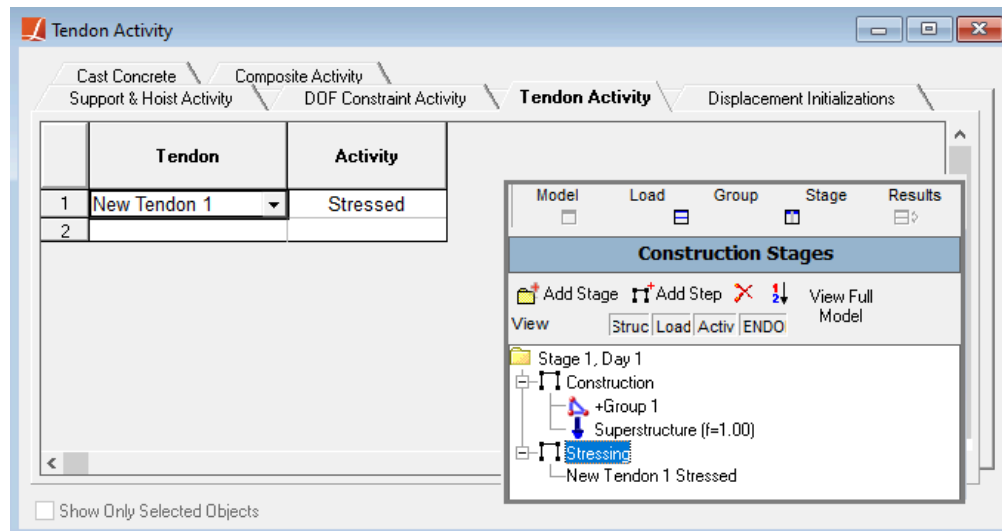 Tendon Activity
Cast Concrete
Composite Activity
Support & Hoist Activity
DOF Constraint Activity
Tendon Activity
Displacement Initializations
Tendon
Activity
1
New Tendon 1
Stressed
2
Model
Load
Group
Stage
Results
Construction Stages
Add Stage
Add Step
View Full
Model
View
Struc
Load
Activ
ENDO
Stage 1, Day 1
Construction
+Group 1
Superstructure (f=1.00)
Stressing
New Tendon 1 Stressed
Show Only Selected Objects